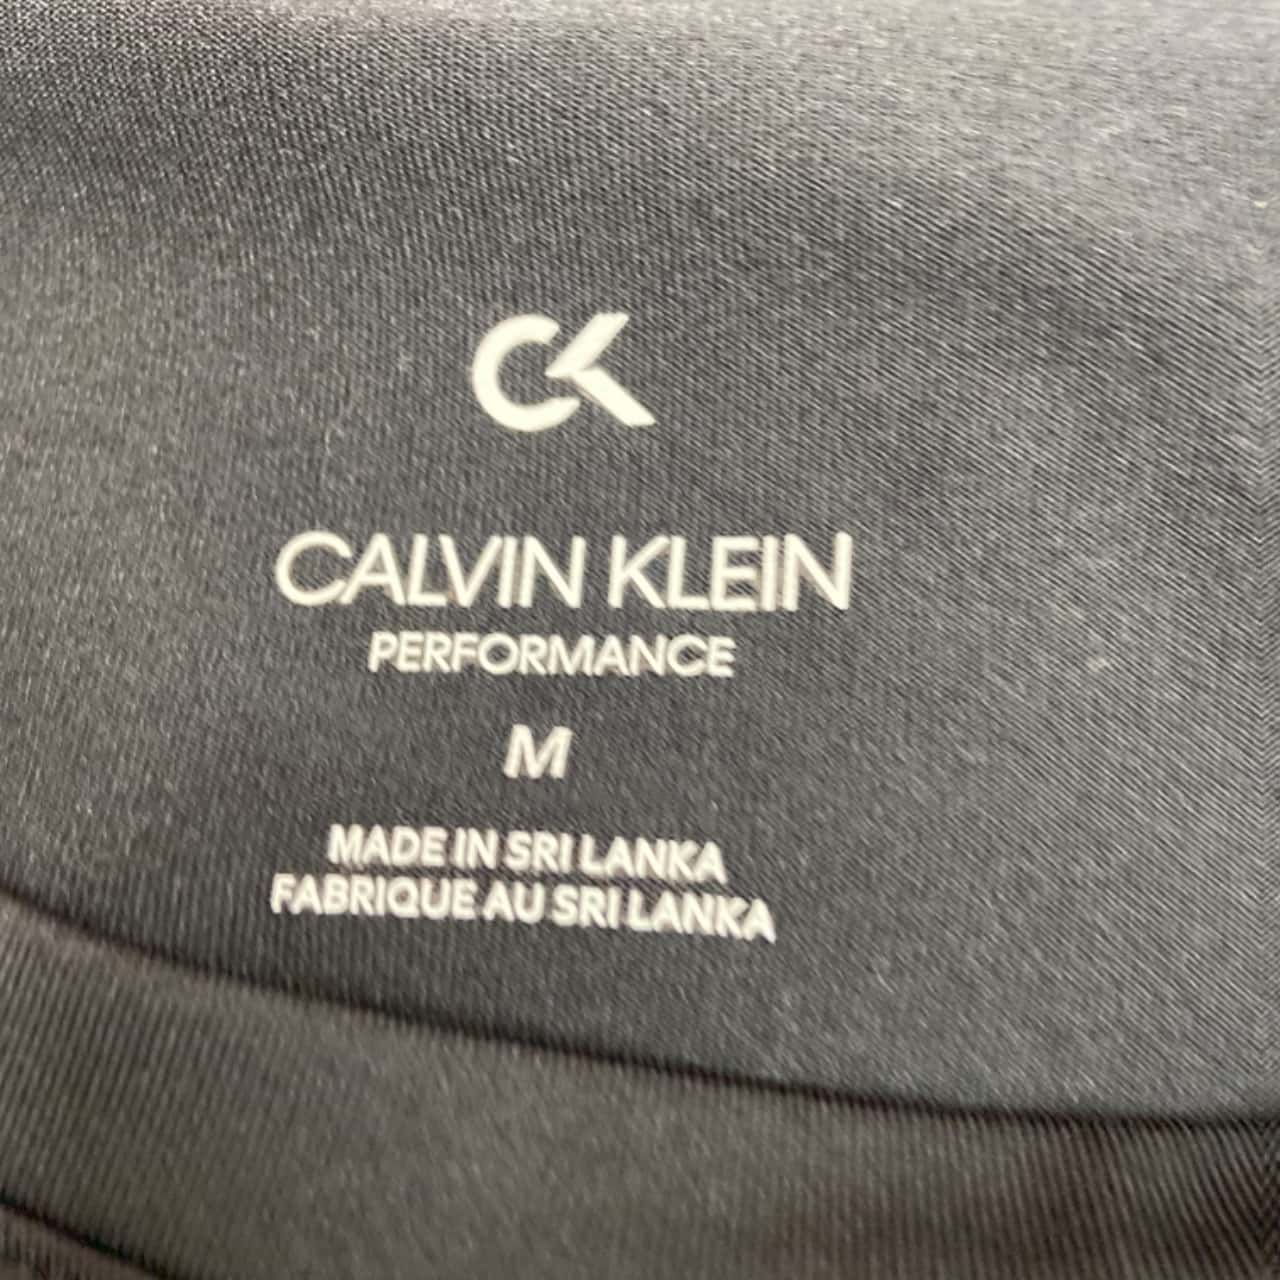 CK
CALVIN KLEIN
PERFORMANCE
M
MADE IN SRI LANKA
FABRIQUE AU SRI LANKA